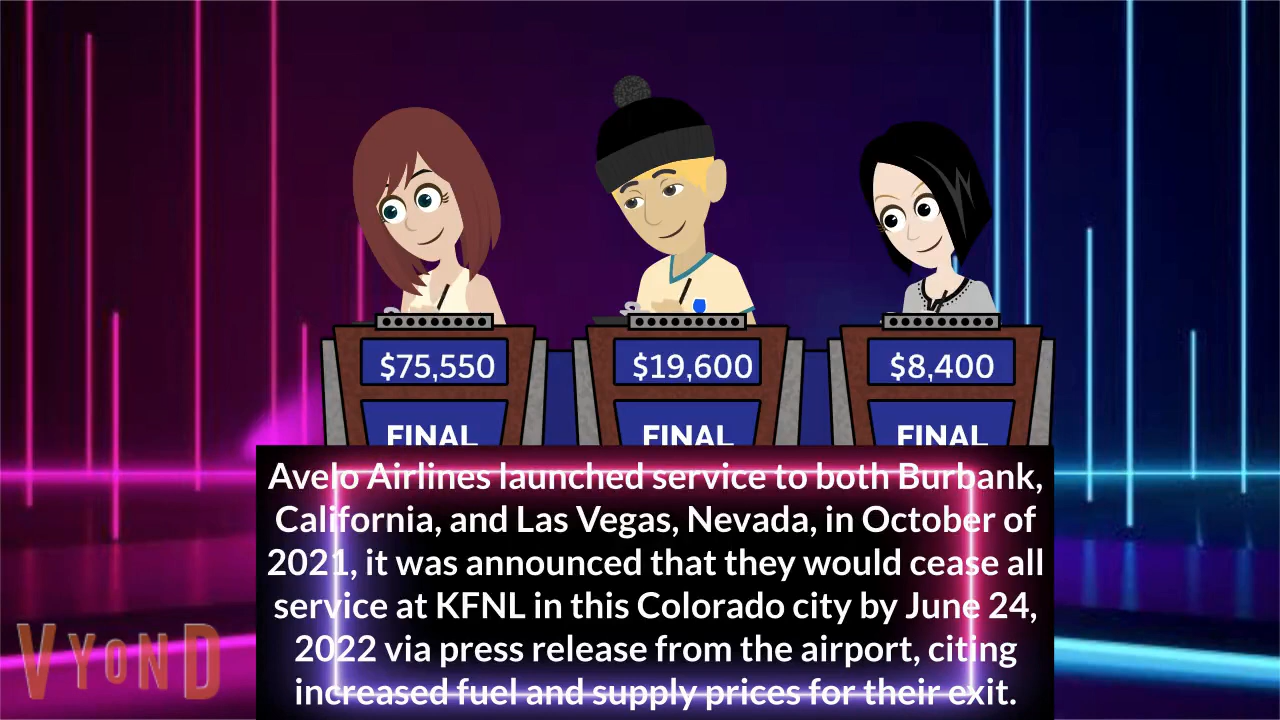 $75,550
$19,600
$8,400
FINAL
FINAL
FINAL
Avelo Airlines launched service to both Burbank,
California, and Las Vegas, Nevada, in October of
2021, it was announced that they would cease all
service at KFNL in this Colorado city by June 24,
2022 via press release from the airport, citing
increased fuel and supply prices for their exit.
VYOND